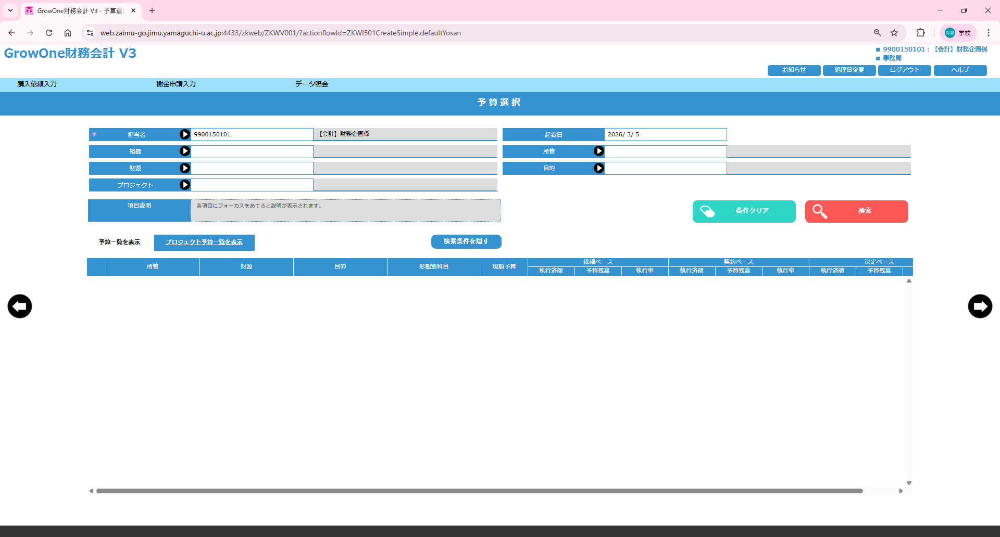 GrowOne財務会計 V3 - 予算選
web.zaimu-go.jimu.yamaguchi-u.ac.jp:4433/zkweb/ZKWV001/?actionflowId=ZKWI501CreateSimple.defaultYosan
秀見 学校
GrowOne財務会計 V3
■ 9900150101：【会計】財務企画係
■ 事務局
お知らせ 処理日変更 ログアウト ヘルプ
購入依頼入力 謝金申請入力 データ照会
予算選択
* 担当者 9900150101 【会計】財務企画係 起案日 2026/ 3/ 5
組織 所管
財源 目的
プロジェクト
項目説明 各項目にフォーカスをあてると説明が表示されます。 条件クリア 検索
予算一覧を表示 プロジェクト予算一覧を表示 検索条件を隠す
所管 財源 目的 形態別科目 現額予算 依頼ベース 契約ベース 決定ベース
執行済額 予算残高 執行率 執行済額 予算残高 執行率 執行済額 予算残高